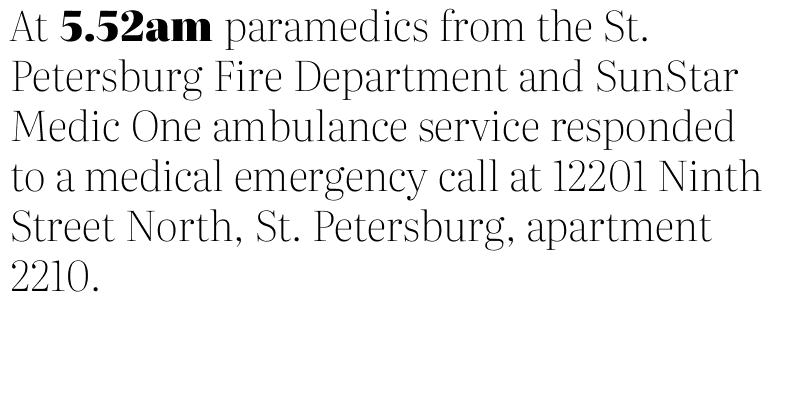 At 5.52am paramedics from the St.
Petersburg Fire Department and SunStar
Medic One ambulance service responded
to a medical emergency call at 12201 Ninth
Street North, St. Petersburg, apartment
2210.